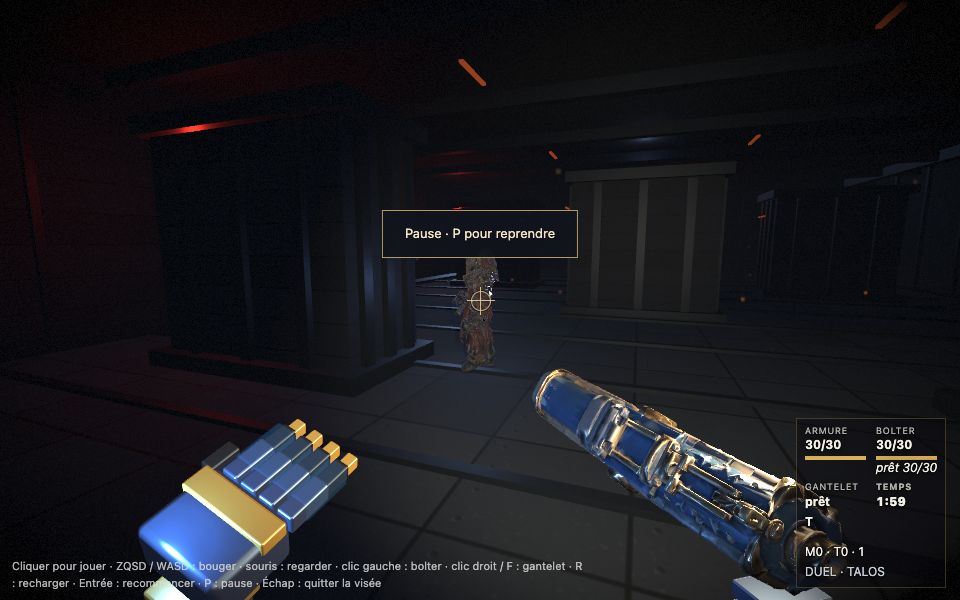 Pause · P pour reprendre
ARMURE BOLTER
30/30 30/30
prêt 30/30
GANTELET TEMPS
prêt 1:59
T
M0 · T0 · 1
DUEL · TALOS
Cliquer pour jouer · ZQSD / WASD : bouger · souris : regarder · clic gauche : bolter · clic droit / F : gantelet · R
: recharger · Entrée : recommencer · P : pause · Échap : quitter la visée